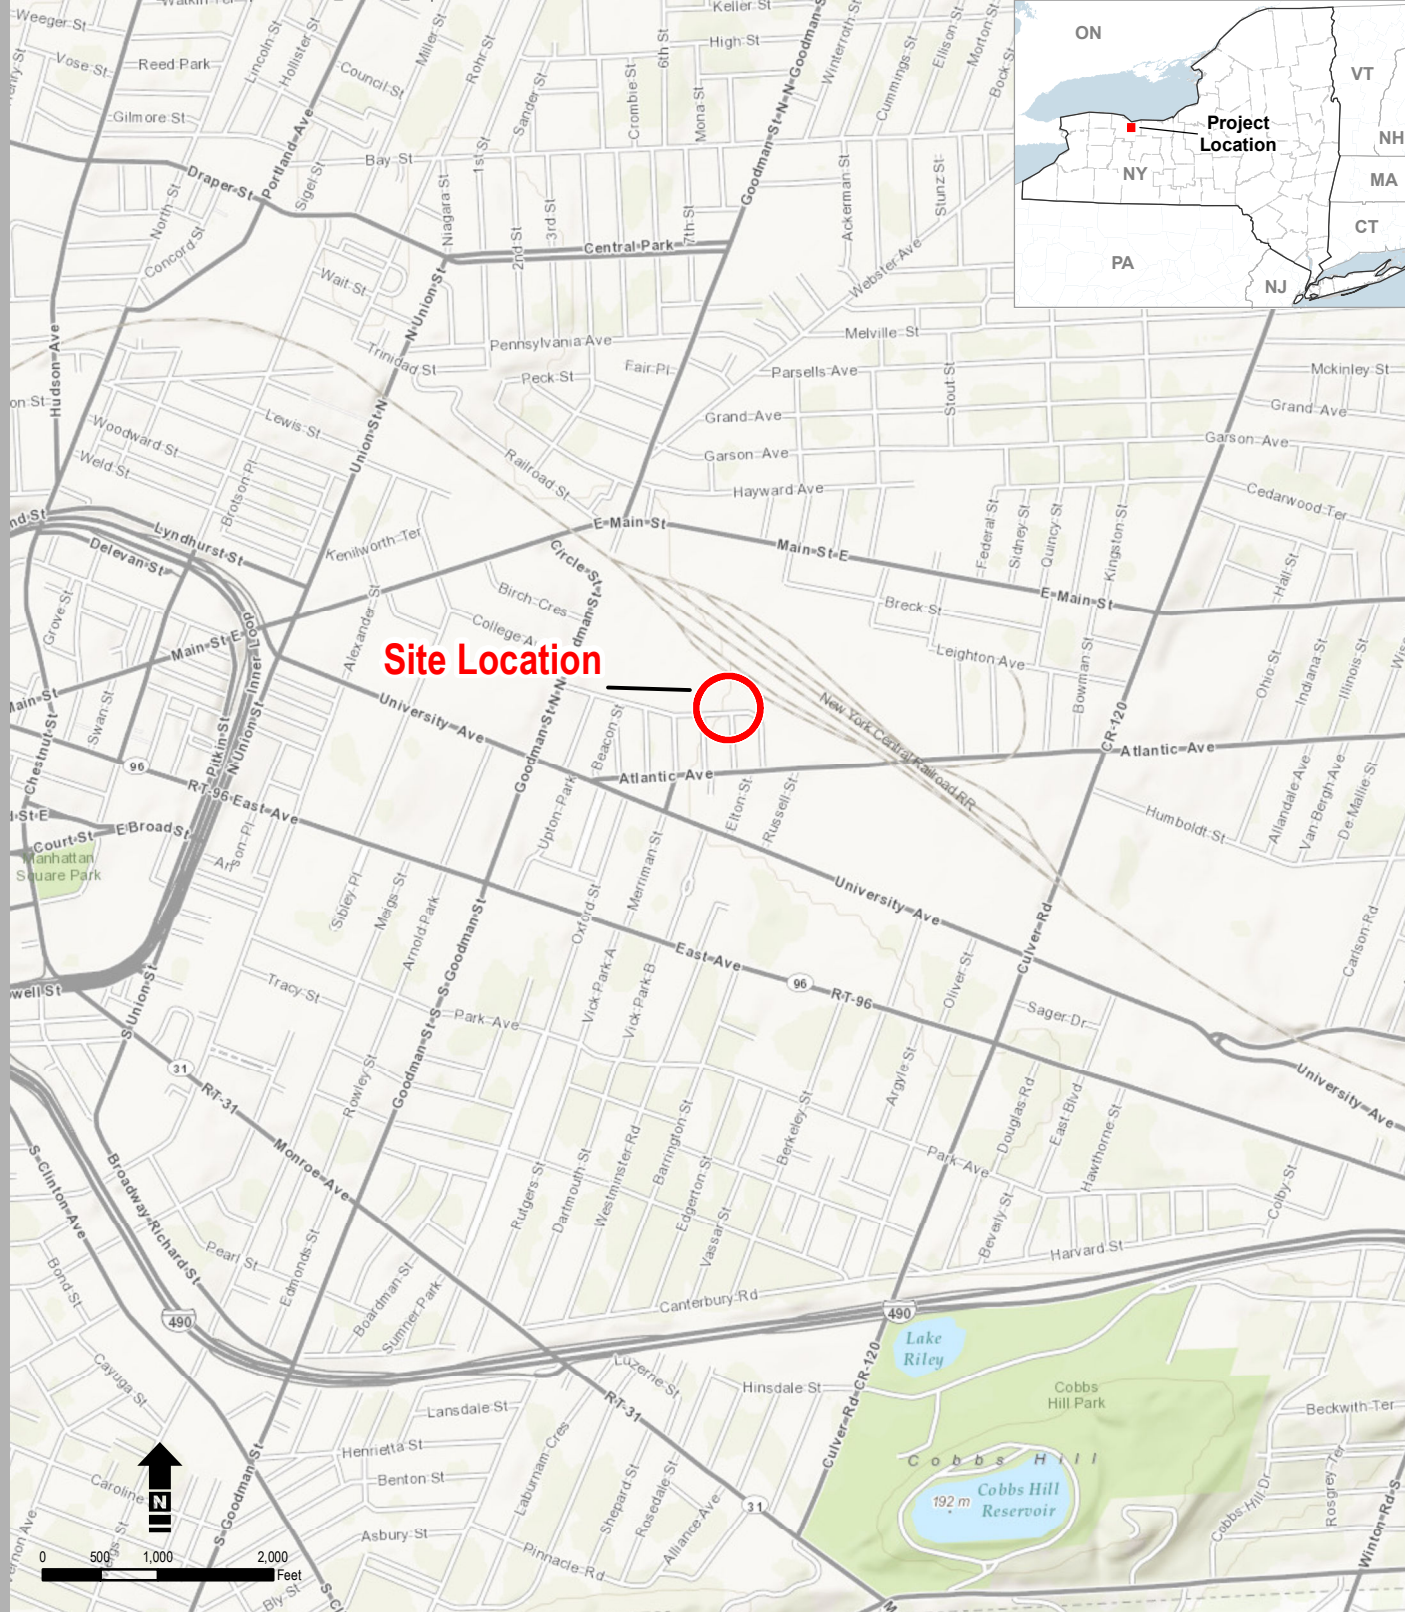 Keller St
Weeger St
High St
Vose St
Reed Park
Lincoln St
Hollister St
Council St
Miller St
Rohr St
Sander St
Crombie St
6th St
Mona St
Goodman St N
N Goodman St
Winterroth St
Cummings St
Ellison St
Morton St
Bock St
ON
VT
NH
MA
CT
NY
PA
NJ
Project
Location
Gilmore St
Portland Ave
Bay St
Draper St
Sigel St
North St
Concord St
Niagara St
1st St
2nd St
3rd St
7th St
Central Park
Ackerman St
Stunz St
Webster Ave
Wait St
N Union St
Trinidad St
Pennsylvania Ave
Peck St
Fair Pl
Melville St
Parsells Ave
Stout St
Mckinley St
Hudson Ave
Grand Ave
Grand Ave
Garson Ave
Garson Ave
Lewis St
Woodward St
Weld St
Union St N
Brotson Pl
Railroad St
Hayward Ave
Cedarwood Ter
E Main St
Main St E
E Main St
Lyndhurst St
Delevan St
Kenilworth Ter
Circle St
Federal St
Sidney St
Quincy St
Kingston St
Hall St
Birch Cres
Breck St
Grove St
Alexander St
College A
Main St E
Inner Loop
Leighton Ave
Bowman St
Ohio St
Indiana St
Illinois St
Site Location
Main St
Swan St
Chestnut St
Pitkin St
N Union St
University Ave
Goodman St N
Beacon St
New York Central Railroad RR
CR-120
Atlantic Ave
Atlantic Ave
96
RT-96
East Ave
Upton Park
Elton St
Russell St
Humboldt St
Allandale Ave
Van Bergh Ave
De Mallie St
E Broad St
Court St
Manhattan
Square Park
Sibley Pl
Meigs St
Arnold Park
Merriman St
Oxford St
University Ave
East Ave
96
RT-96
Oliver St
Culver Rd
Carlson Rd
Tracy St
S Goodman St
Goodman St S
Park Ave
Vick Park A
Vick Park B
Sager Dr
S Union St
31
RT-31
Rowley St
Argyle St
Douglas Rd
East Blvd
Hawthorne St
University Ave
Monroe Ave
Berkeley St
Park Ave
S Clinton Ave
Broadway
Richard St
Rutgers St
Dartmouth St
Westminster Rd
Barrington St
Edgerton St
Vassar St
Beverly St
Colby St
Harvard St
Pearl St
Edmonds St
Boardman St
Sumner Park
Bond St
Canterbury Rd
490
490
Lake
Riley
Luzerne St
Hinsdale St
Culver Rd
CR-120
Cobbs
Hill Park
Cayuga St
RT-31
Lansdale St
Beckwith Ter
Henrietta St
Benton St
Laburnam Cres
Cobbs Hill
Cobbs Hill
Reservoir
192 m
Caroline
N
S Goodman St
Asbury St
Shepard St
Rosedale St
Alliance Ave
31
Pinnacle Rd
Cobbs Hill Dr
Rosgrey Ter
Winton Rd S
0 500 1,000 2,000
Feet
Bly St